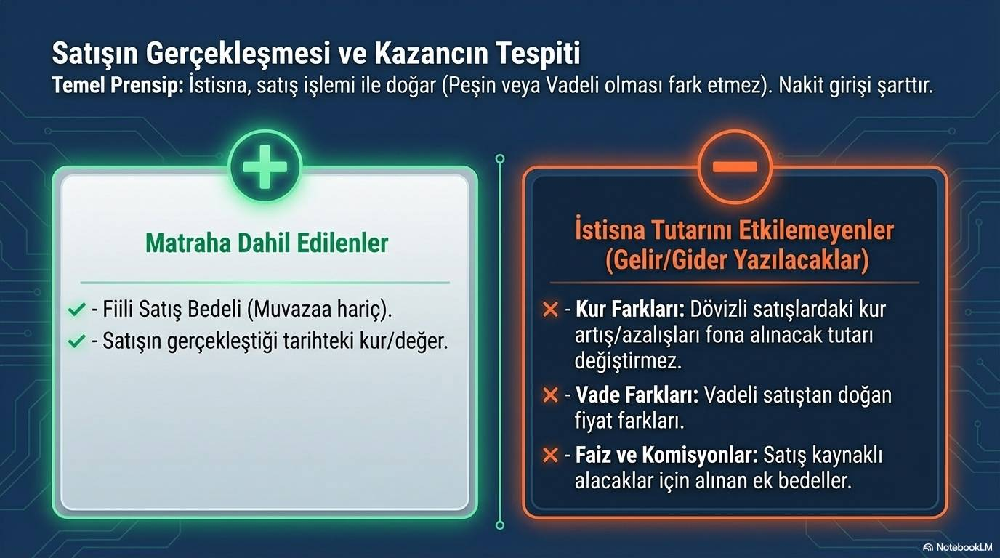 Satışın Gerçekleşmesi ve Kazancın Tespiti
Temel Prensip: İstisna, satış işlemi ile doğar (Peşin veya Vadeli olması fark etmez). Nakit girişi şarttır.
Matraha Dahil Edilenler
- Fiili Satış Bedeli (Muvazaa hariç).
- Satışın gerçekleştiği tarihteki kur/değer.
İstisna Tutarını Etkilemeyenler
(Gelir/Gider Yazılacaklar)
- Kur Farkları: Dövizli satışlardaki kur
artış/azalışları fona alınacak tutarı
değiştirmez.
- Vade Farkları: Vadeli satıştan doğan
fiyat farkları.
- Faiz ve Komisyonlar: Satış kaynaklı
alacaklar için alınan ek bedeller.
NotebookLM